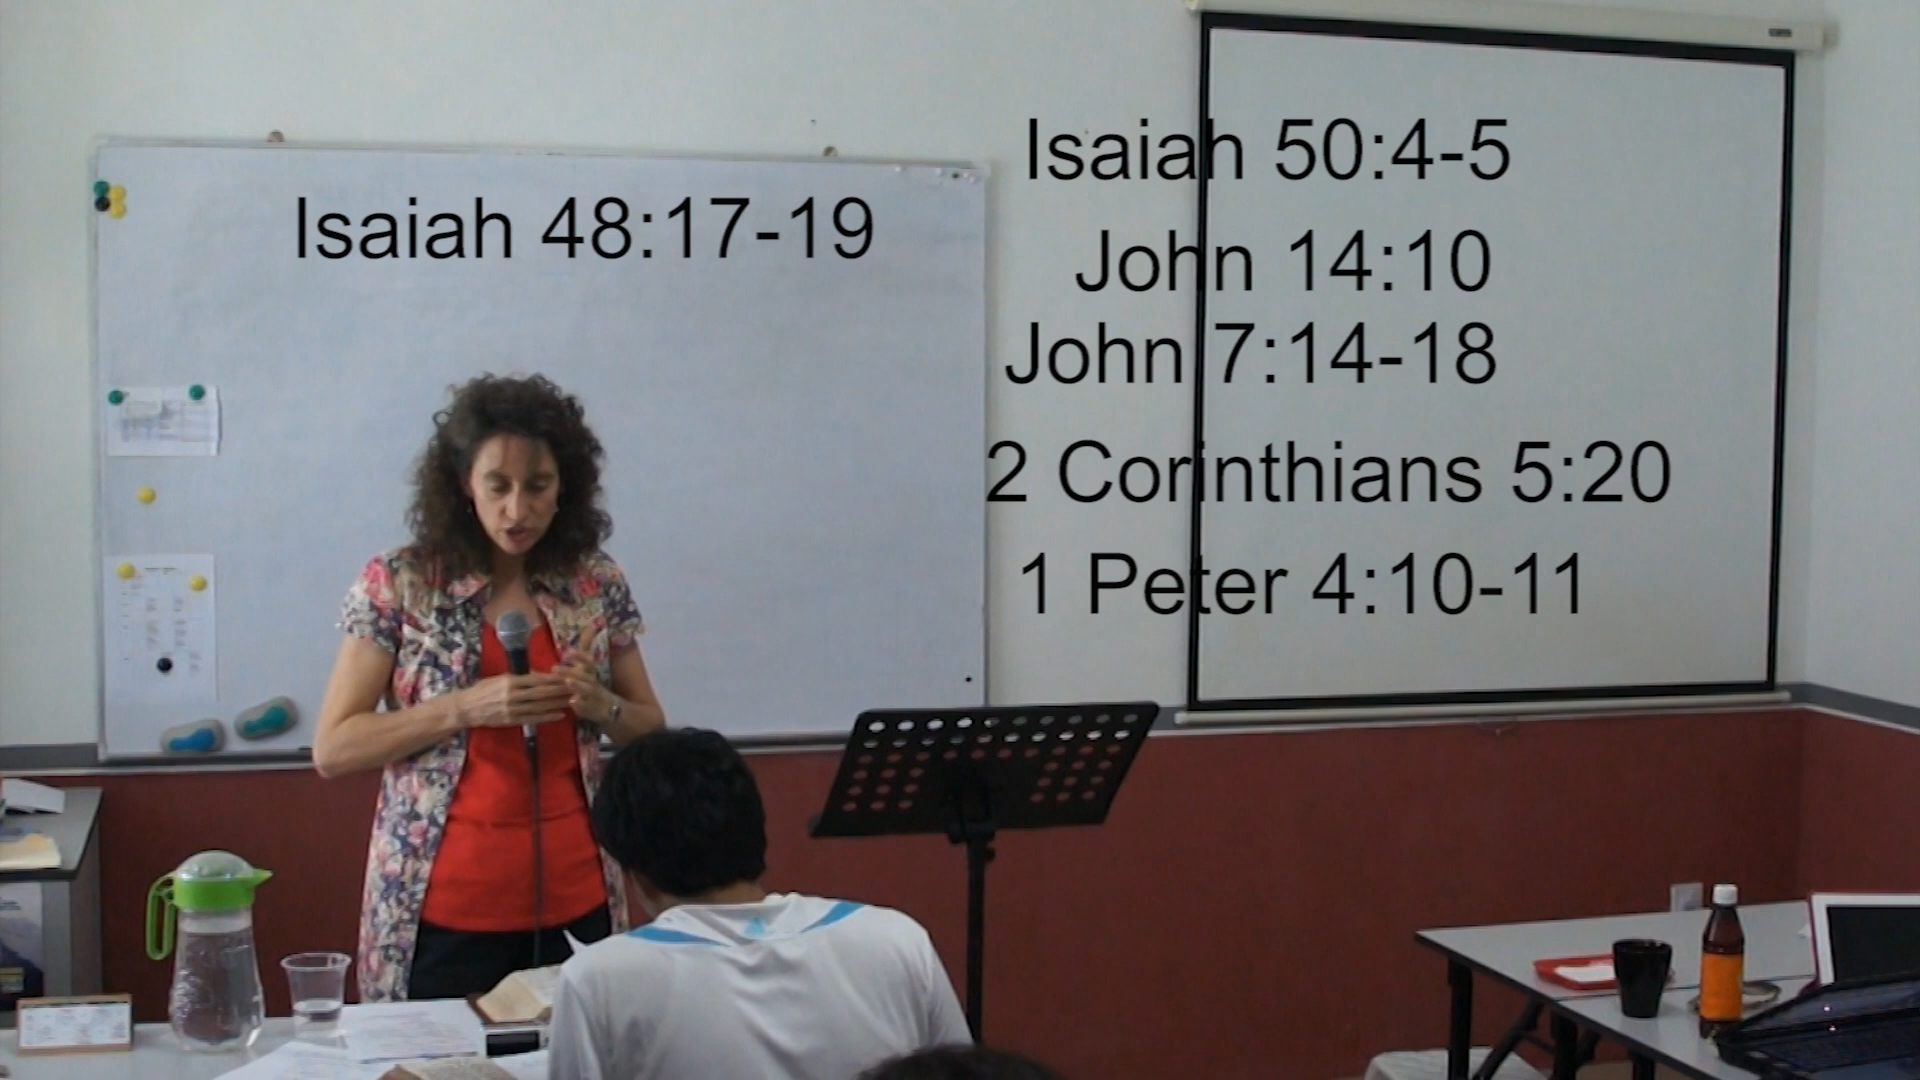 Isaiah 48:17-19
Isaiah 50:4-5
John 14:10
John 7:14-18
2 Corinthians 5:20
1 Peter 4:10-11